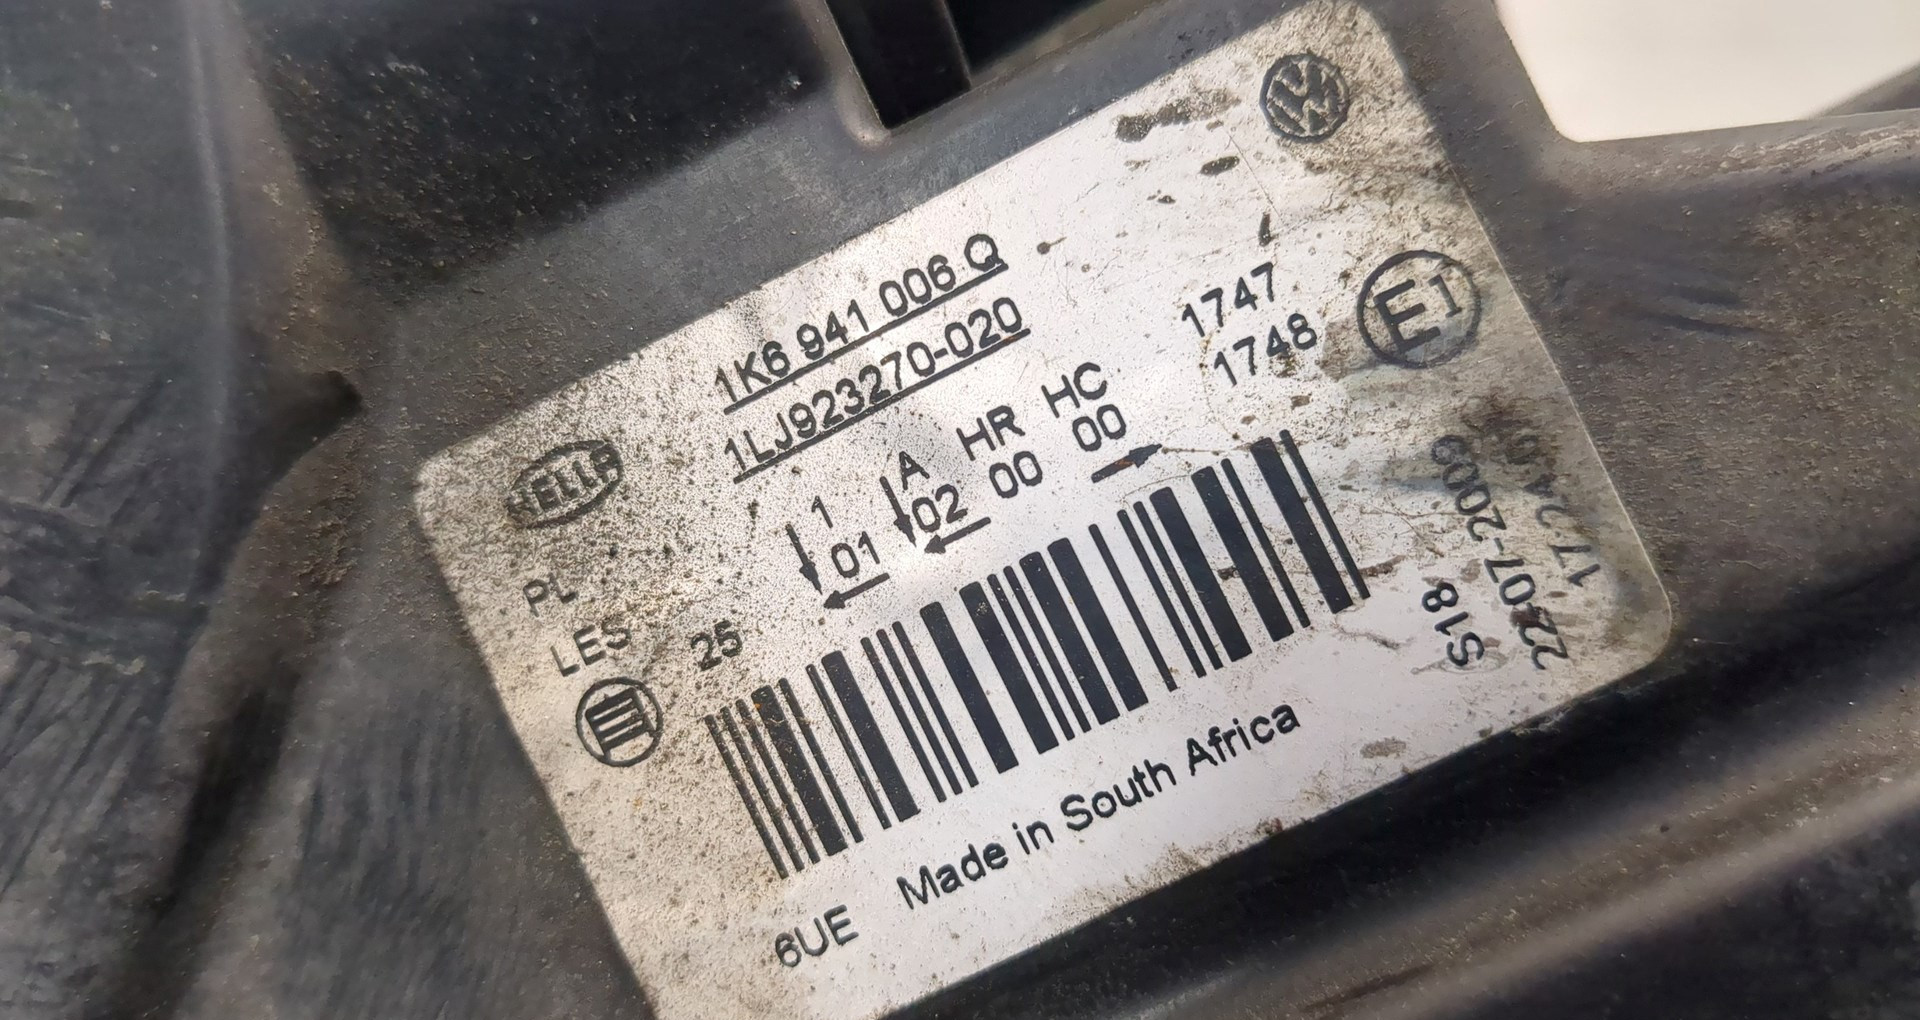 1K6 941 006 Q
1LJ923270-020
HELLA
1 A HR HC
01 02 00 00
1747
1748
E1
PL
LES
25
S18
22-07-2009
6UE Made in South Africa